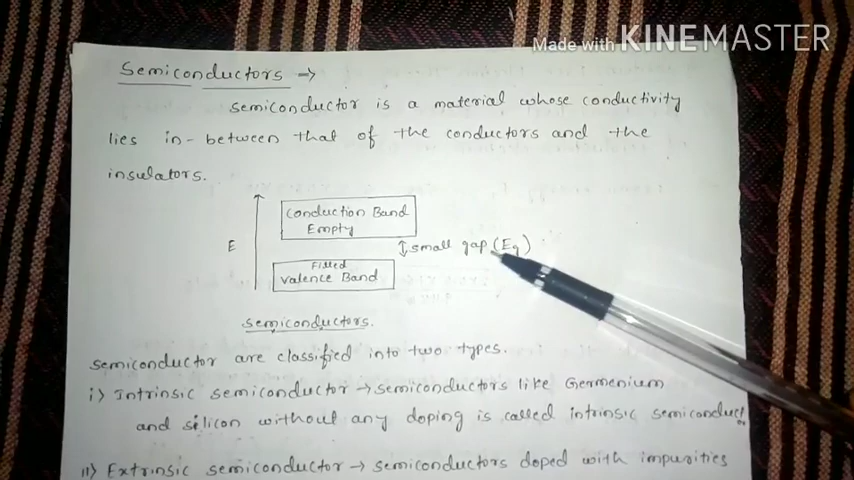 Made with KINEMASTER
Semiconductors →
semiconductor is a material whose conductivity
lies in-between that of the conductors and the
insulators.
Conduction Band
Empty
E
small gap (Eg)
Filled
Valence Band
semiconductors.
semiconductor are classified into two types.
i) Intrinsic semiconductor → semiconductors like Germenium
and silicon without any doping is called intrinsic semiconductor
ii) Extrinsic semiconductor → semiconductors doped with impurities